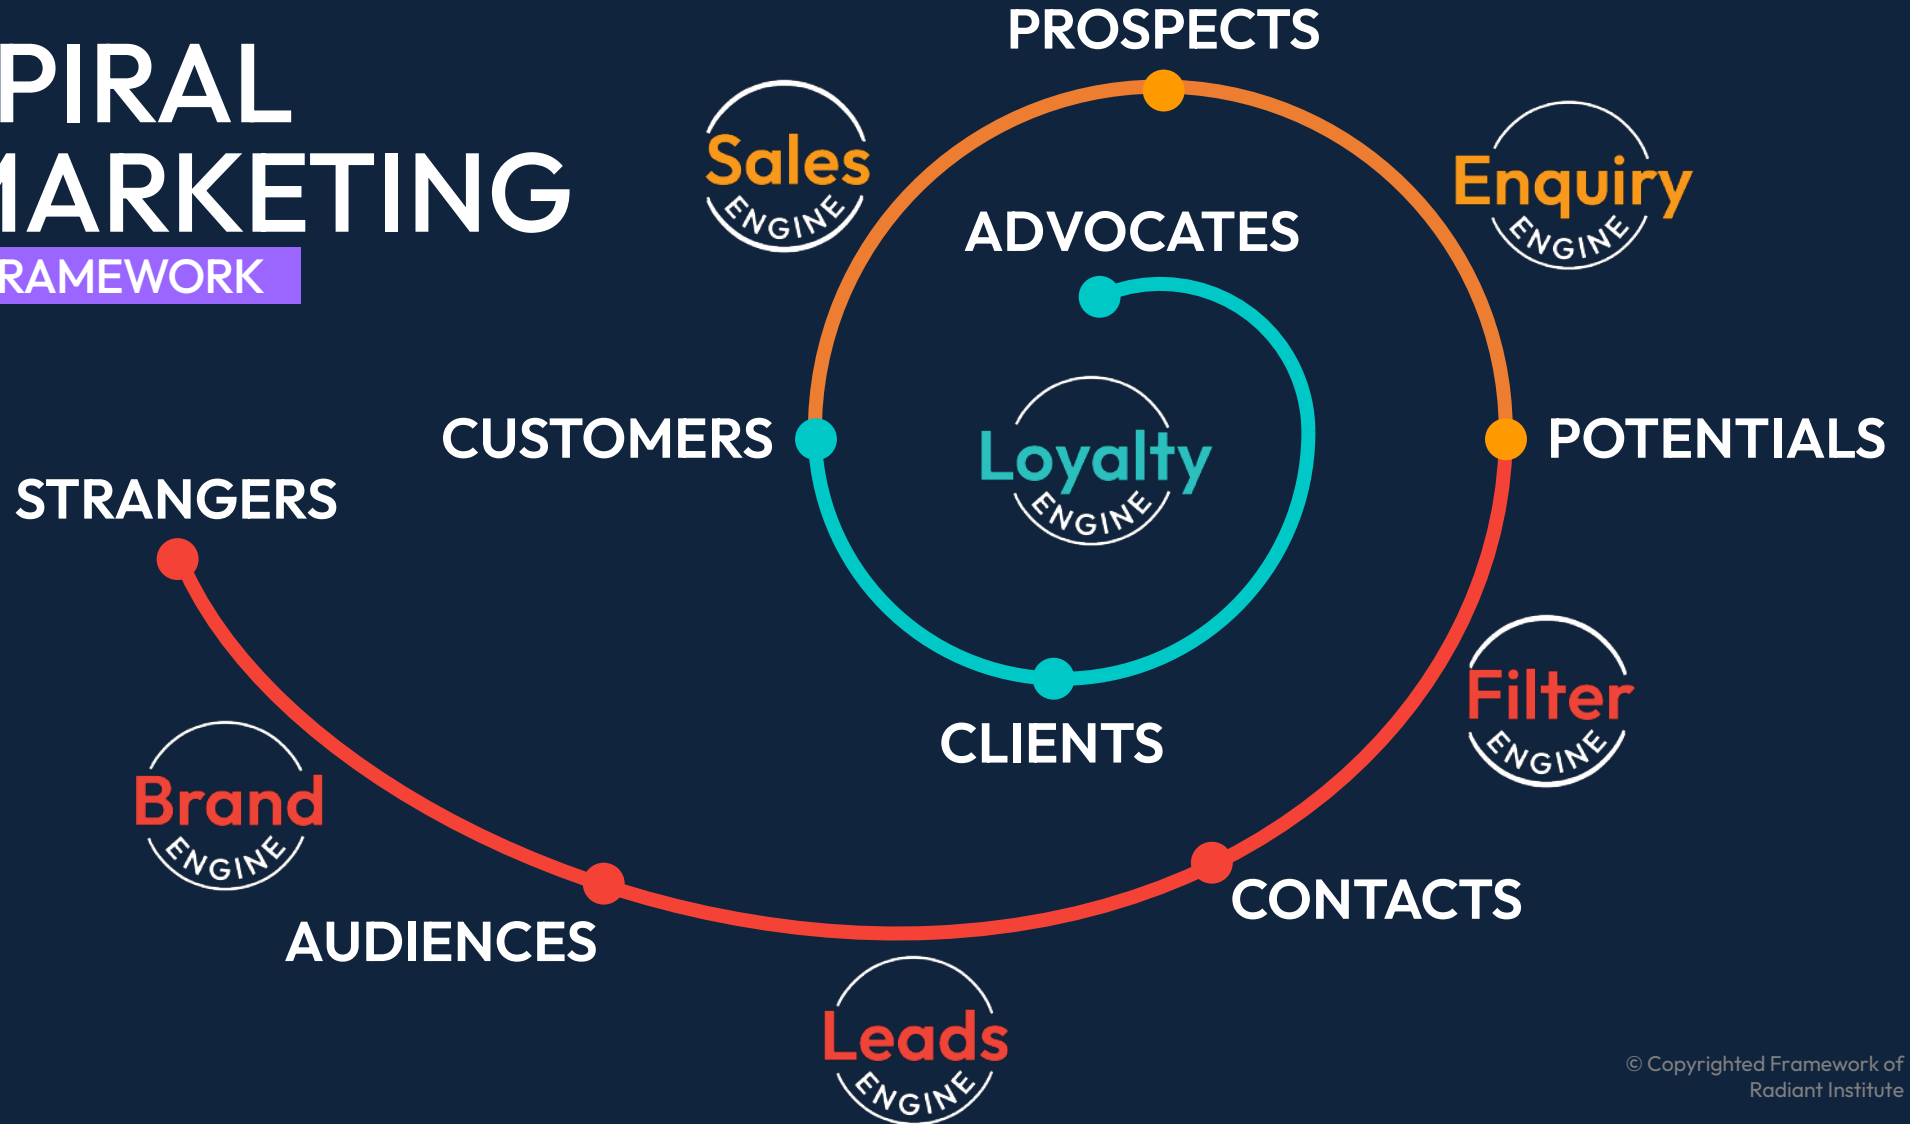 PIRAL
MARKETING
RAMEWORK
PROSPECTS
Sales
ENGINE
Enquiry
ENGINE
ADVOCATES
CUSTOMERS
Loyalty
ENGINE
POTENTIALS
STRANGERS
Filter
ENGINE
CLIENTS
Brand
ENGINE
CONTACTS
AUDIENCES
Leads
ENGINE
© Copyrighted Framework of
Radiant Institute